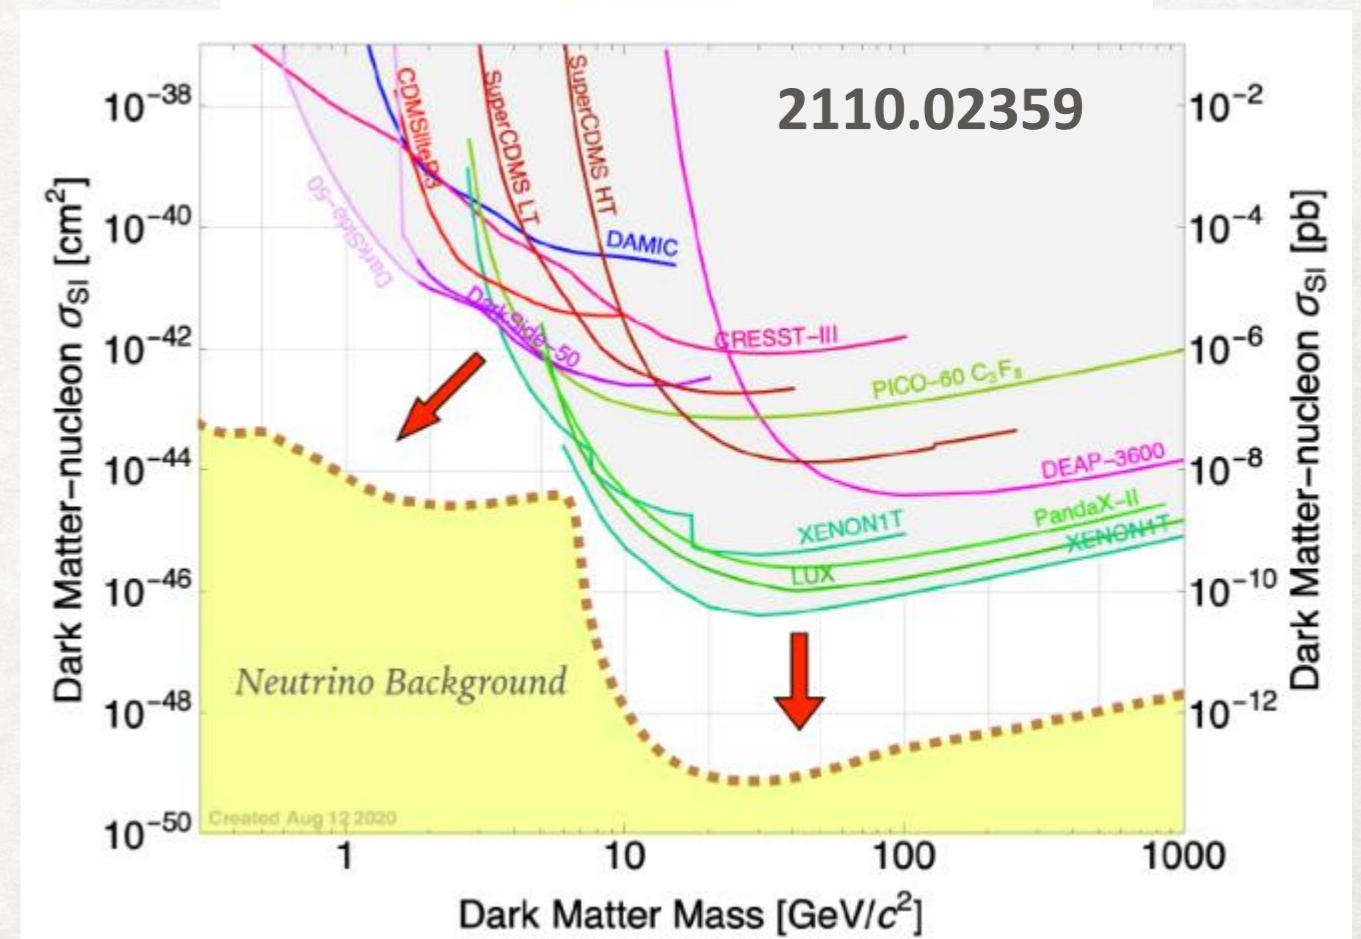 2110.02359
Dark Matter–nucleon σSI [cm²]
10⁻³⁸
10⁻⁴⁰
10⁻⁴²
10⁻⁴⁴
10⁻⁴⁶
10⁻⁴⁸
10⁻⁵⁰
Dark Matter–nucleon σSI [pb]
10⁻²
10⁻⁴
10⁻⁶
10⁻⁸
10⁻¹⁰
10⁻¹²
DarkSide–50
CDMSliteR3
SuperCDMS LT
SuperCDMS HT
DAMIC
DarkSide–50
CRESST–III
PICO–60 C₃F₈
DEAP–3600
PandaX–II
XENON1T
XENON1T
LUX
Neutrino Background
Created Aug 12 2020
1
10
100
1000
Dark Matter Mass [GeV/c²]